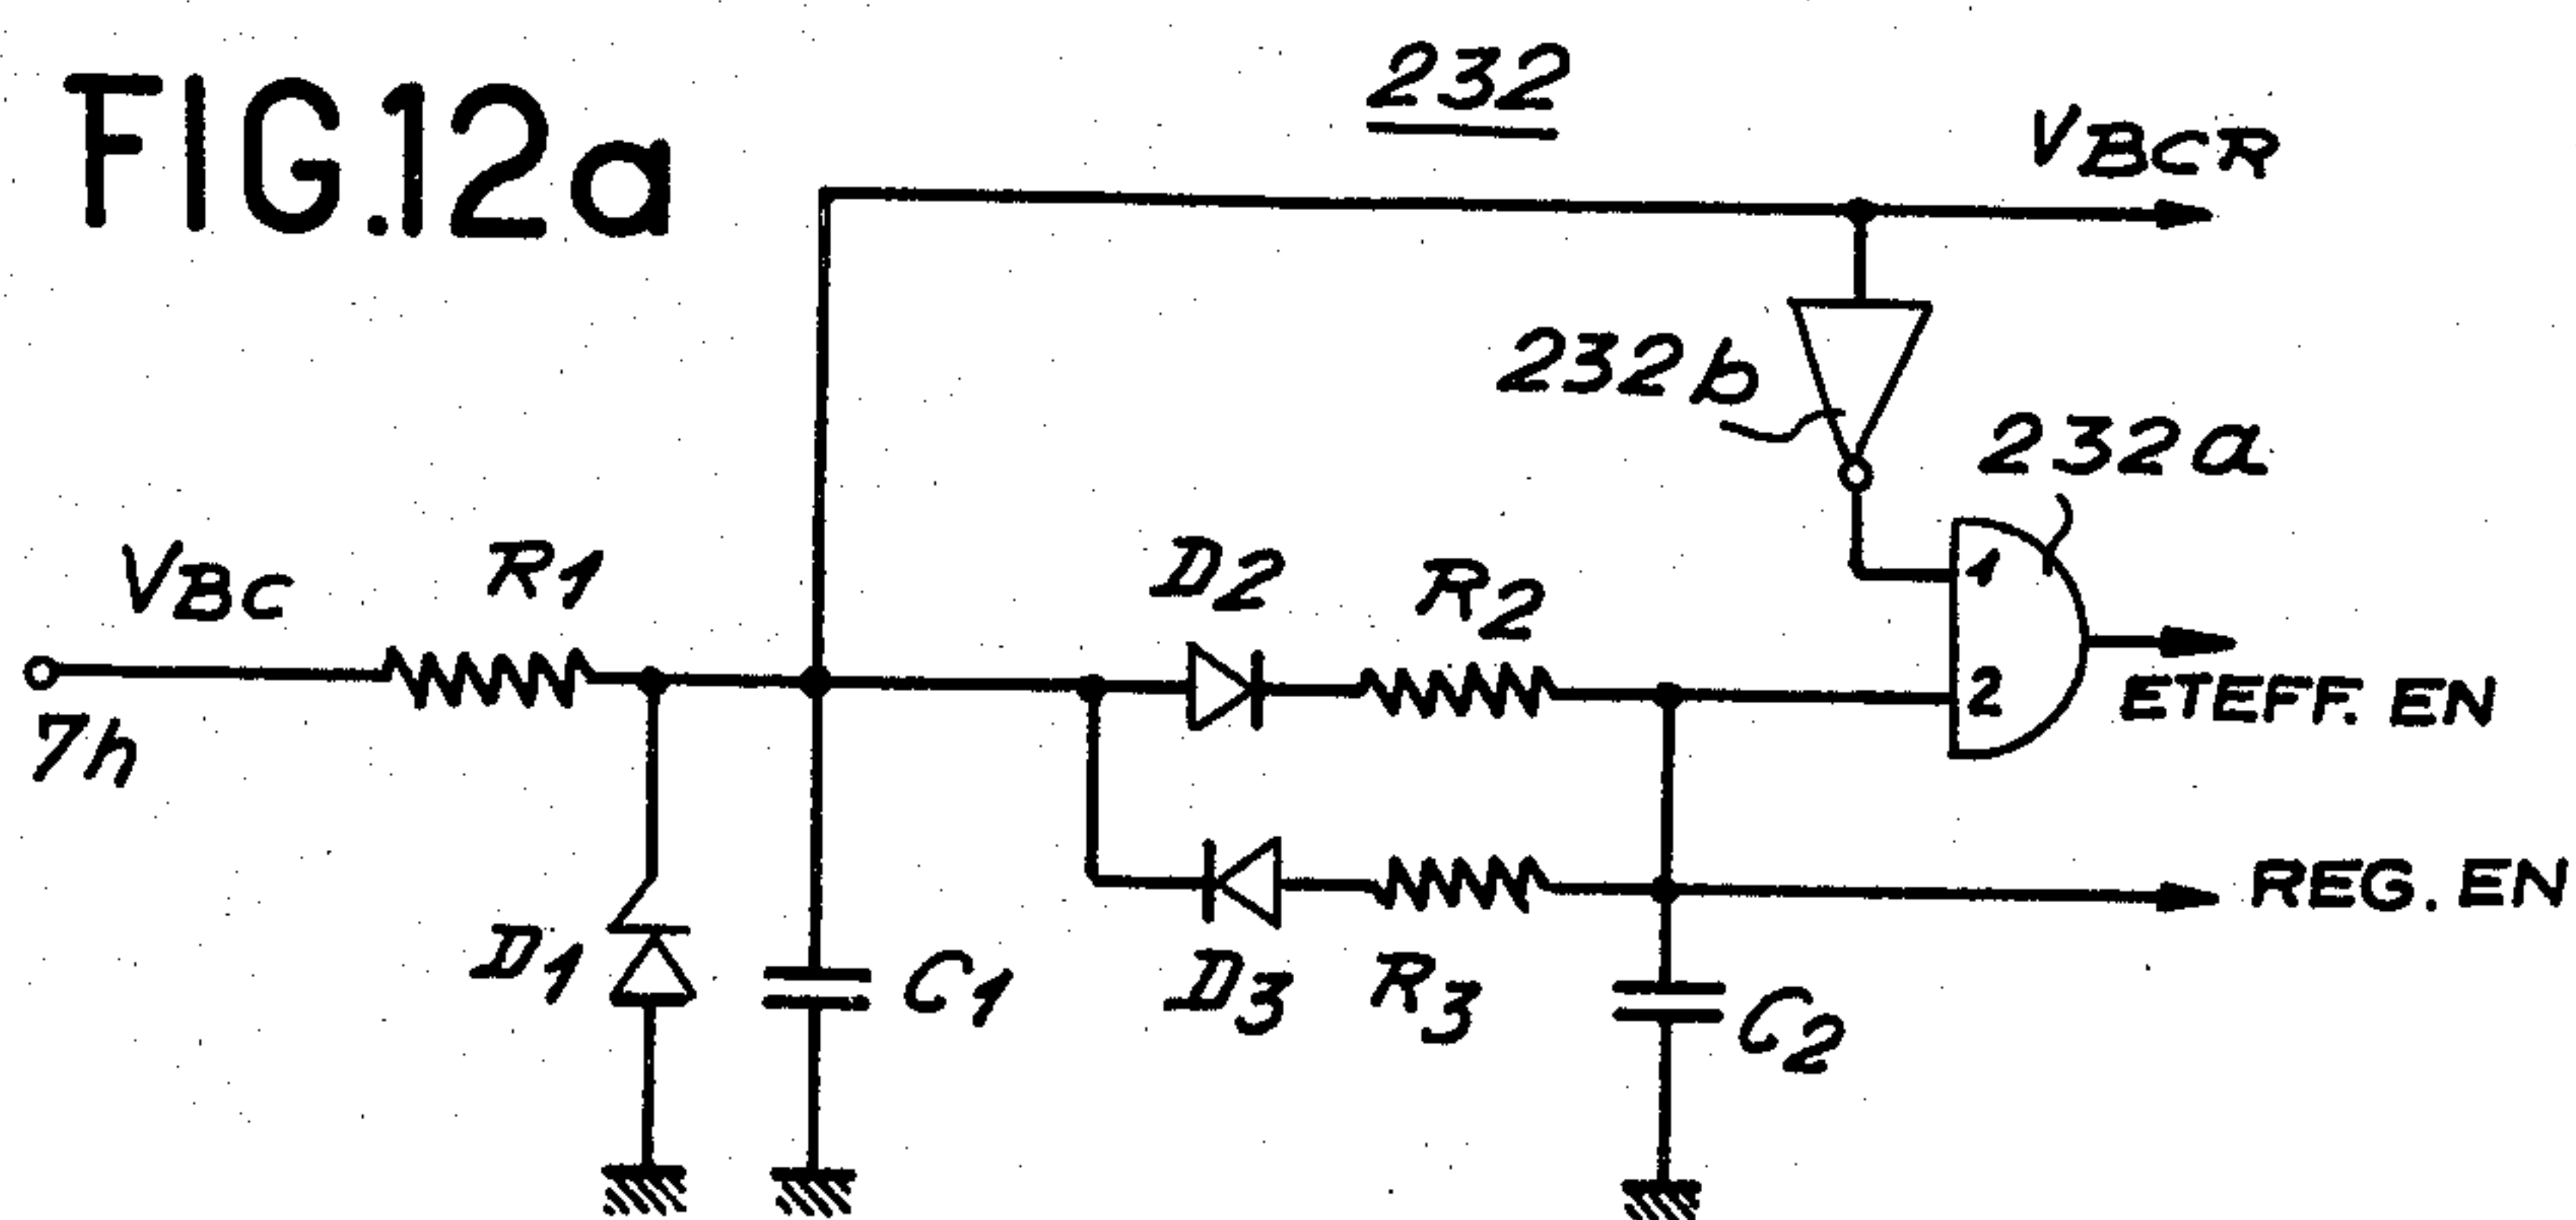 FIG.12a
232
VBCR
232b
232a
VBC
R1
D2
R2
1
2
ETEFF. EN
7h
REG. EN
D1
C1
D3
R3
C2